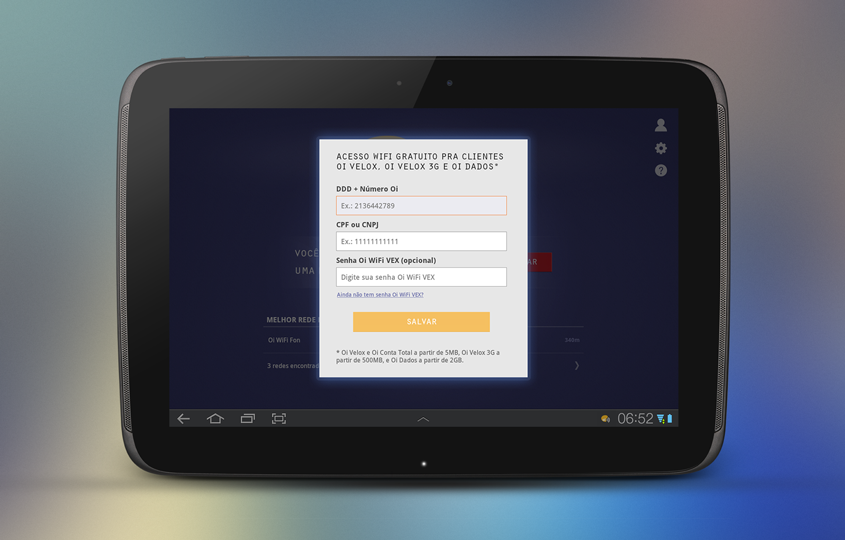 ACESSO WIFI GRATUITO PRA CLIENTES
OI VELOX, OI VELOX 3G E OI DADOS*
DDD + Número Oi
Ex.: 2136442789
CPF ou CNPJ
Ex.: 11111111111
VOCÊ
AR
Senha Oi WiFi VEX (opcional)
UMA
Digite sua senha Oi WiFi VEX
Ainda não tem senha Oi WiFi VEX?
MELHOR REDE
SALVAR
Oi WiFi Fon
* Oi Velox e Oi Conta Total a partir de 5MB, Oi Velox 3G a
partir de 500MB, e Oi Dados a partir de 2GB.
3 redes encontrad
06:52